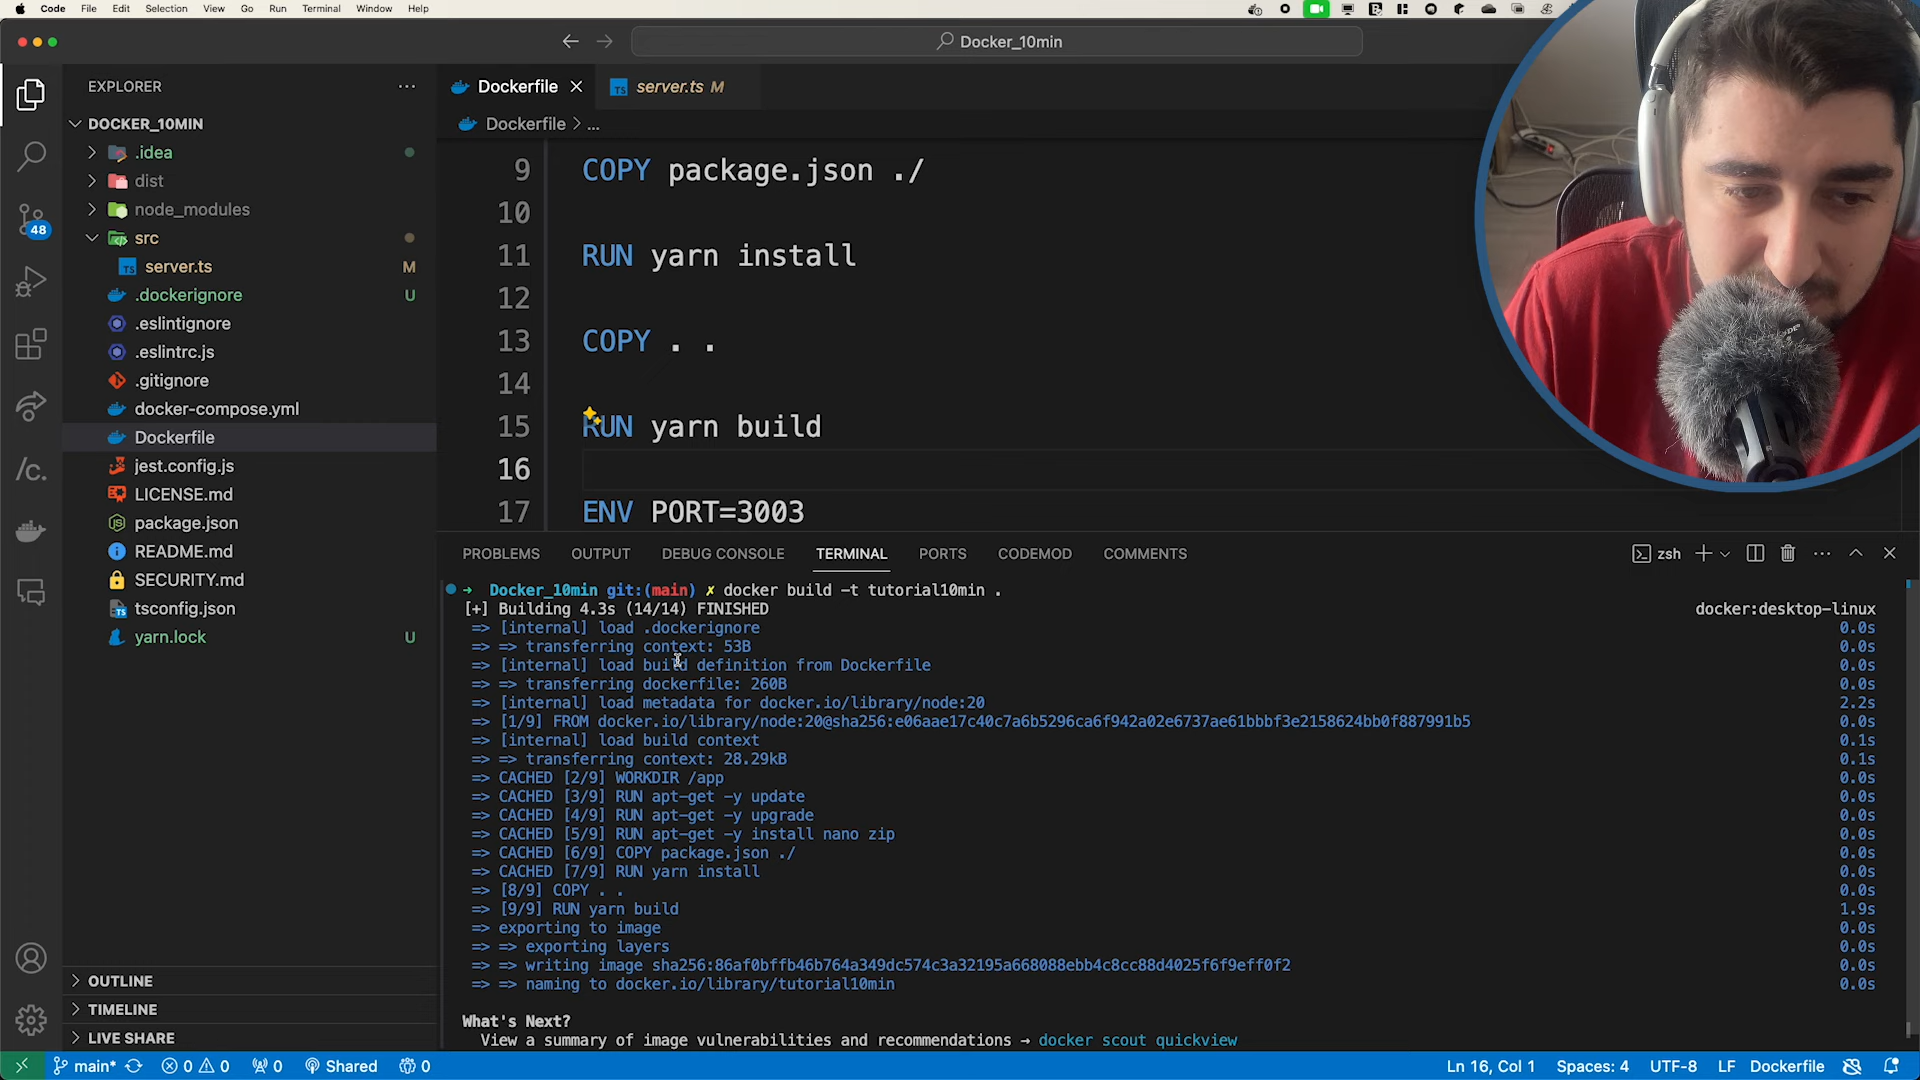 Code File Edit Selection View Go Run Terminal Window Help
Docker_10min
EXPLORER
DOCKER_10MIN
.idea
dist
node_modules
src
server.ts M
.dockerignore U
.eslintignore
.eslintrc.js
.gitignore
docker-compose.yml
Dockerfile
jest.config.js
LICENSE.md
package.json
README.md
SECURITY.md
tsconfig.json
yarn.lock U
OUTLINE
TIMELINE
LIVE SHARE
48
Dockerfile
server.ts M
Dockerfile > ...
9 COPY package.json ./
10
11 RUN yarn install
12
13 COPY . .
14
15 RUN yarn build
16
17 ENV PORT=3003
PROBLEMS OUTPUT DEBUG CONSOLE TERMINAL PORTS CODEMOD COMMENTS
zsh
→ Docker_10min git:(main) ✗ docker build -t tutorial10min .
[+] Building 4.3s (14/14) FINISHED docker:desktop-linux
=> [internal] load .dockerignore 0.0s
=> => transferring context: 53B 0.0s
=> [internal] load build definition from Dockerfile 0.0s
=> => transferring dockerfile: 260B 0.0s
=> [internal] load metadata for docker.io/library/node:20 2.2s
=> [1/9] FROM docker.io/library/node:20@sha256:e06aae17c40c7a6b5296ca6f942a02e6737ae61bbbf3e2158624bb0f887991b5 0.0s
=> [internal] load build context 0.1s
=> => transferring context: 28.29kB 0.1s
=> CACHED [2/9] WORKDIR /app 0.0s
=> CACHED [3/9] RUN apt-get -y update 0.0s
=> CACHED [4/9] RUN apt-get -y upgrade 0.0s
=> CACHED [5/9] RUN apt-get -y install nano zip 0.0s
=> CACHED [6/9] COPY package.json ./ 0.0s
=> CACHED [7/9] RUN yarn install 0.0s
=> [8/9] COPY . . 0.0s
=> [9/9] RUN yarn build 1.9s
=> exporting to image 0.0s
=> => exporting layers 0.0s
=> => writing image sha256:86af0bffb46b764a349dc574c3a32195a668088ebb4c8cc88d4025f6f9eff0f2 0.0s
=> => naming to docker.io/library/tutorial10min 0.0s
What's Next?
View a summary of image vulnerabilities and recommendations → docker scout quickview
main* 0 0 0 Shared 0 Ln 16, Col 1 Spaces: 4 UTF-8 LF Dockerfile